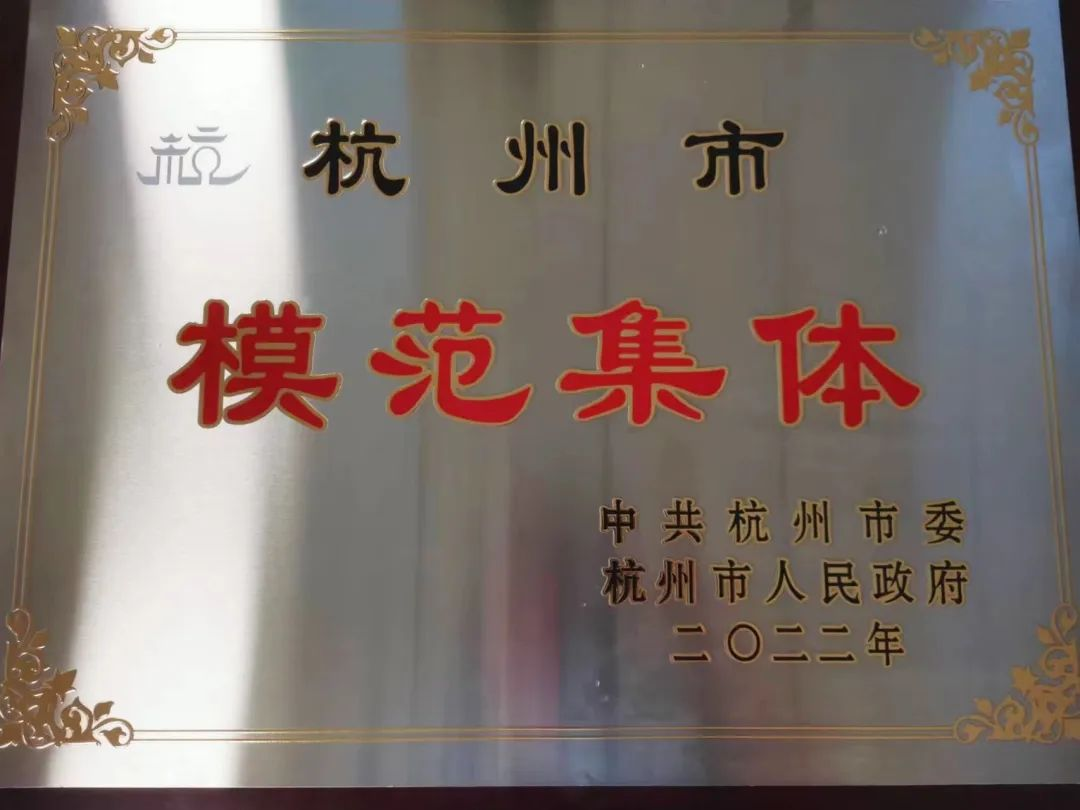 杭 杭州市
模范集体
中共杭州市委
杭州市人民政府
二〇二二年